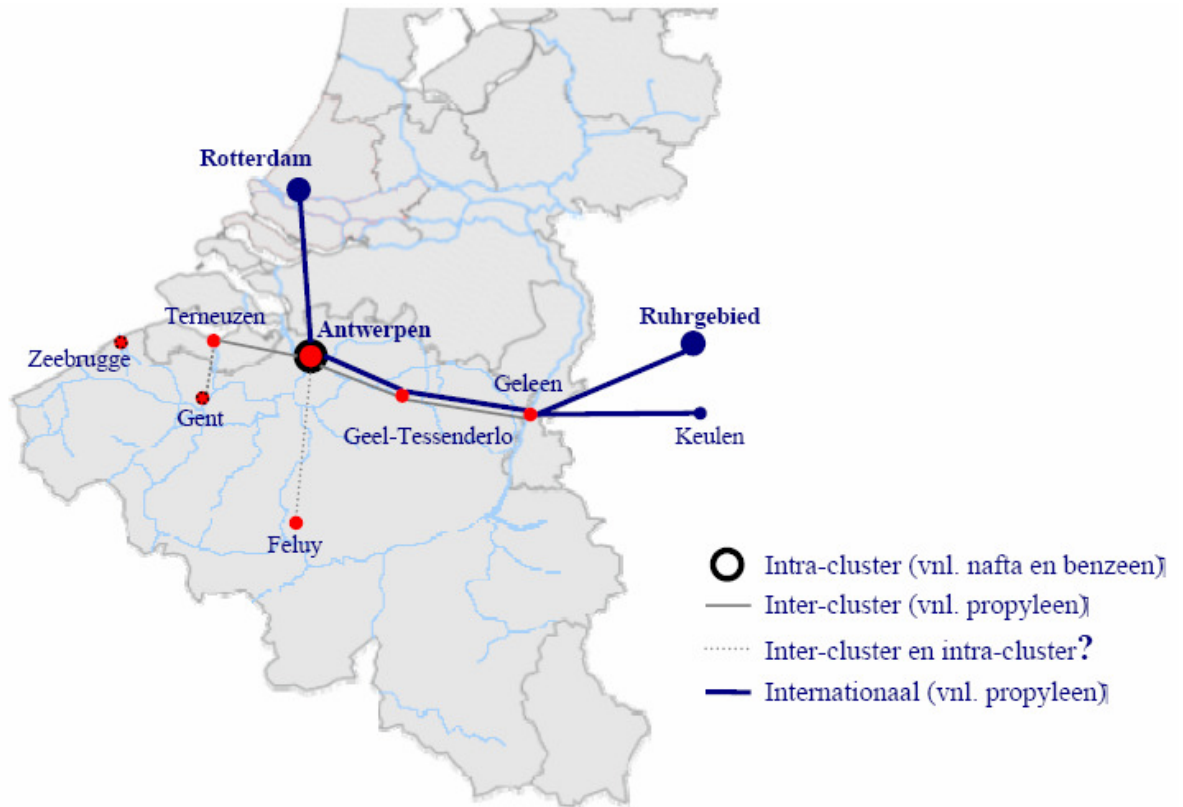 Rotterdam
Terneuzen
Antwerpen
Ruhrgebied
Zeebrugge
Geleen
Gent
Geel-Tessenderlo
Keulen
Feluy
Intra-cluster (vnl. nafta en benzeen)¶
Inter-cluster (vnl. propyleen)¶
Inter-cluster en intra-cluster?
Internationaal (vnl. propyleen)¶